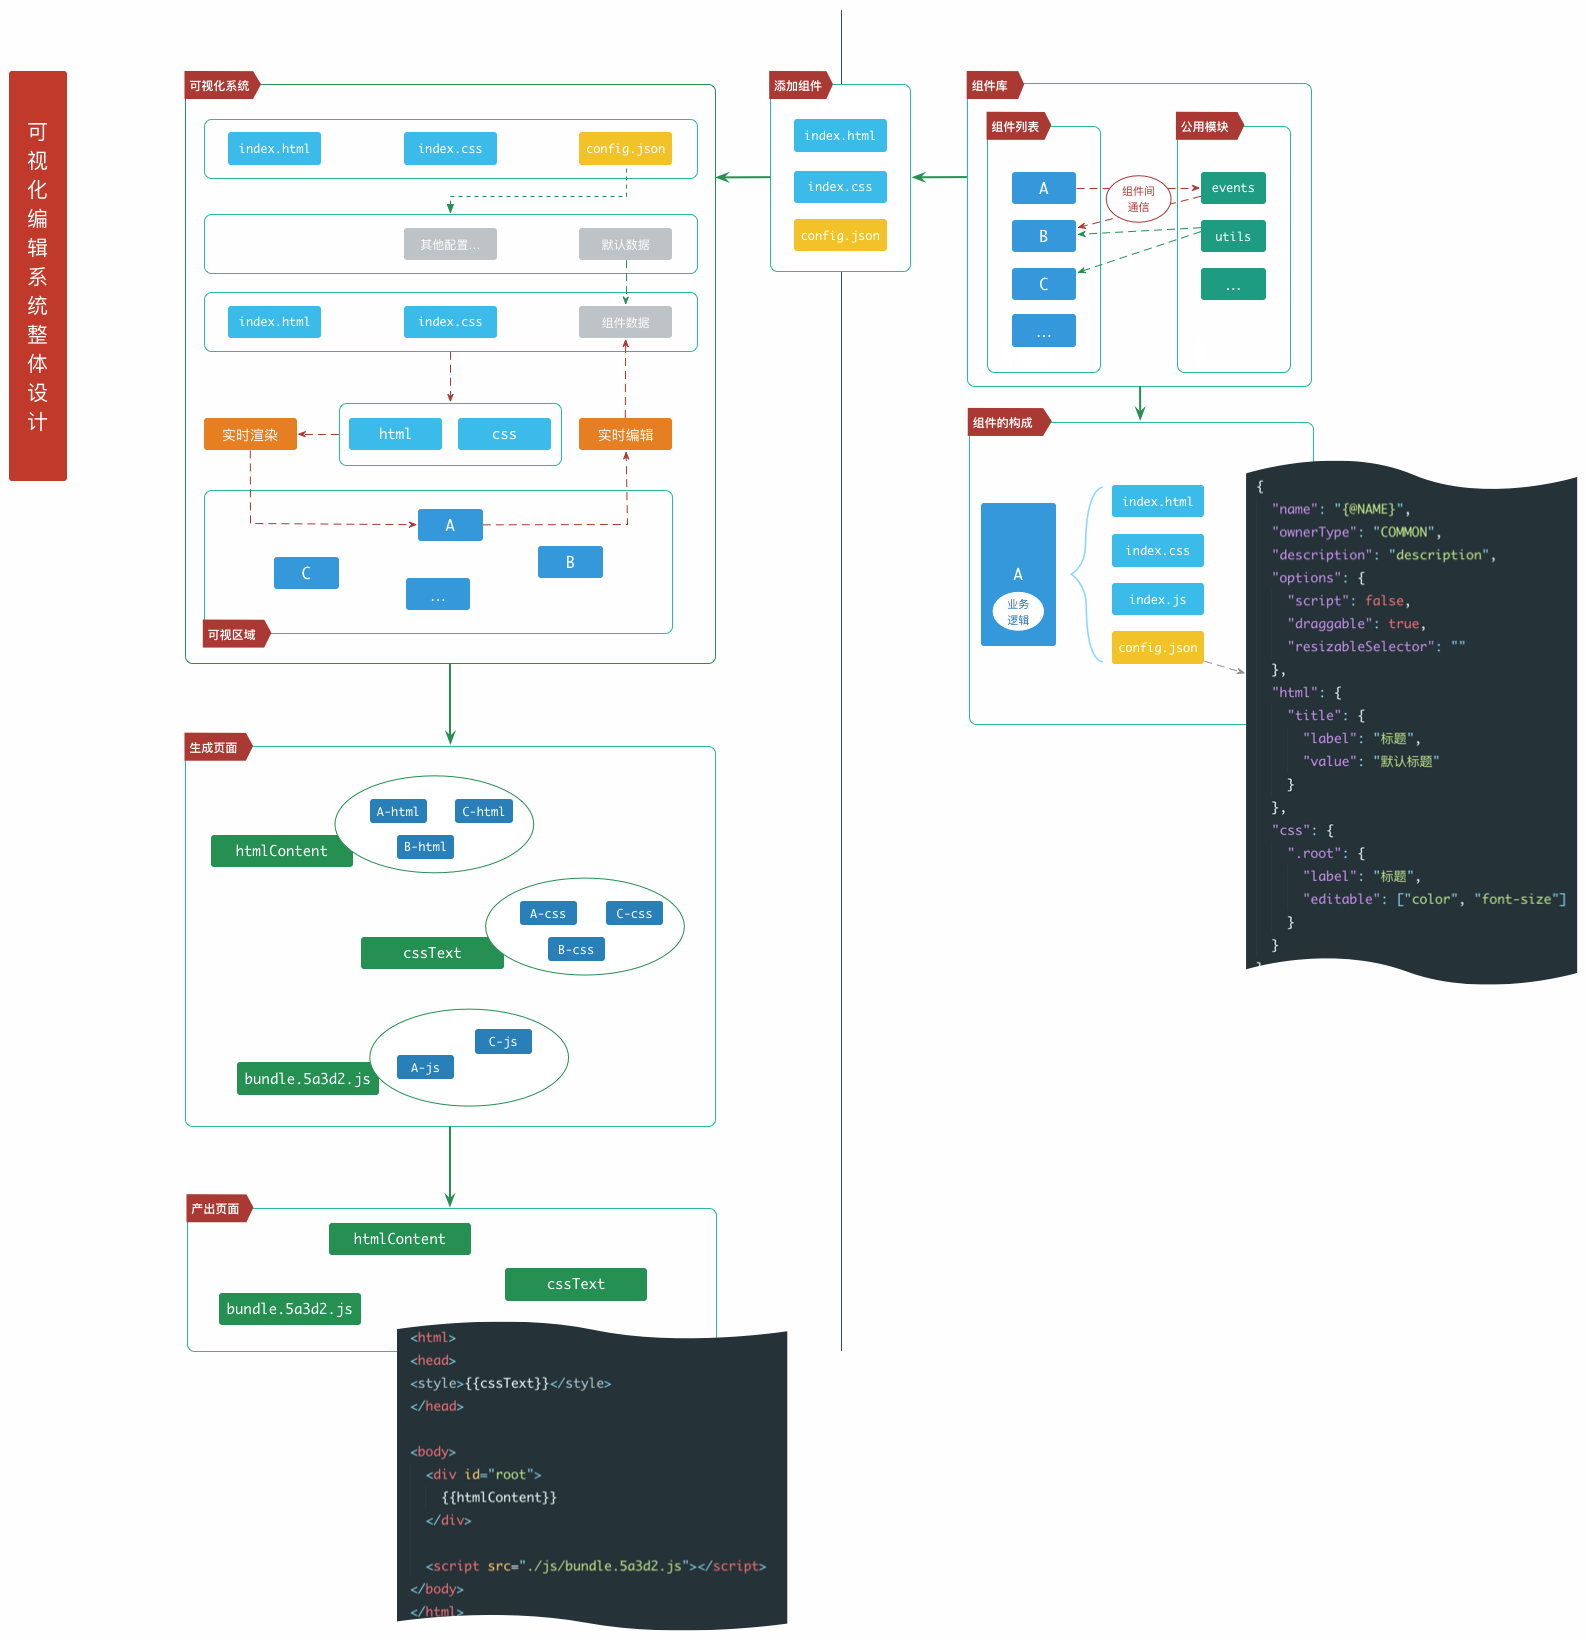 可视化编辑系统整体设计
可视化系统
index.html
index.css
config.json
其他配置...
默认数据
index.html
index.css
组件数据
实时渲染
html
css
实时编辑
A
B
C
...
可视区域
添加组件
index.html
index.css
config.json
组件库
组件列表
A
B
C
...
组件间
通信
公用模块
events
utils
...
组件的构成
A
业务
逻辑
index.html
index.css
index.js
config.json
{
"name": "{@NAME}",
"ownerType": "COMMON",
"description": "description",
"options": {
"script": false,
"draggable": true,
"resizableSelector": ""
},
"html": {
"title": {
"label": "标题",
"value": "默认标题"
}
},
"css": {
".root": {
"label": "标题",
"editable": ["color", "font-size"]
}
}
生成页面
A-html
C-html
B-html
htmlContent
A-css
C-css
B-css
cssText
C-js
A-js
bundle.5a3d2.js
产出页面
htmlContent
cssText
bundle.5a3d2.js
<html>
<head>
<style>{{cssText}}</style>
</head>
<body>
<div id="root">
{{htmlContent}}
</div>
<script src="./js/bundle.5a3d2.js"></script>
</body>
</html>